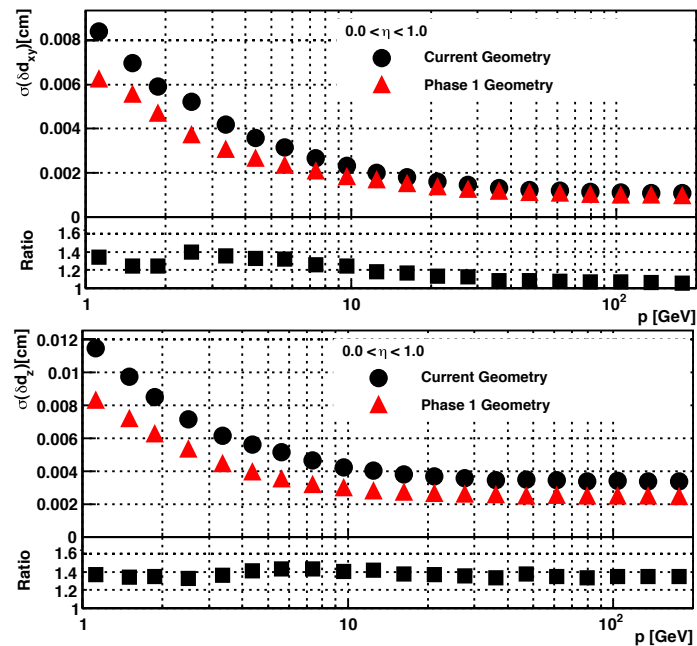 σ(δd_xy)[cm]
0.008
0.006
0.004
0.002
0
0.0 < η < 1.0
Current Geometry
Phase 1 Geometry
Ratio
1.6
1.4
1.2
1
1
10
10²
p [GeV]
σ(δd_z)[cm]
0.012
0.01
0.008
0.006
0.004
0.002
0
0.0 < η < 1.0
Current Geometry
Phase 1 Geometry
Ratio
1.6
1.4
1.2
1
1
10
10²
p [GeV]